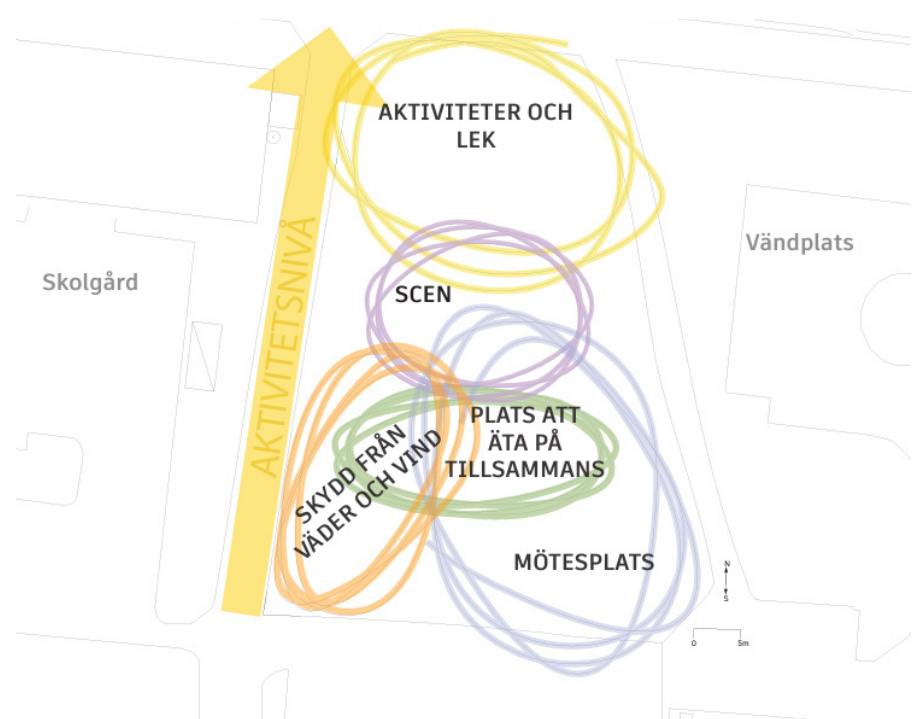 AKTIVITETER OCH
LEK
Vändplats
Skolgård
SCEN
AKTIVITETSNIVÅ
PLATS ATT
ÄTA PÅ
TILLSAMMANS
SKYDD FRÅN
VÄDER OCH VIND
MÖTESPLATS
N
S
0 5m